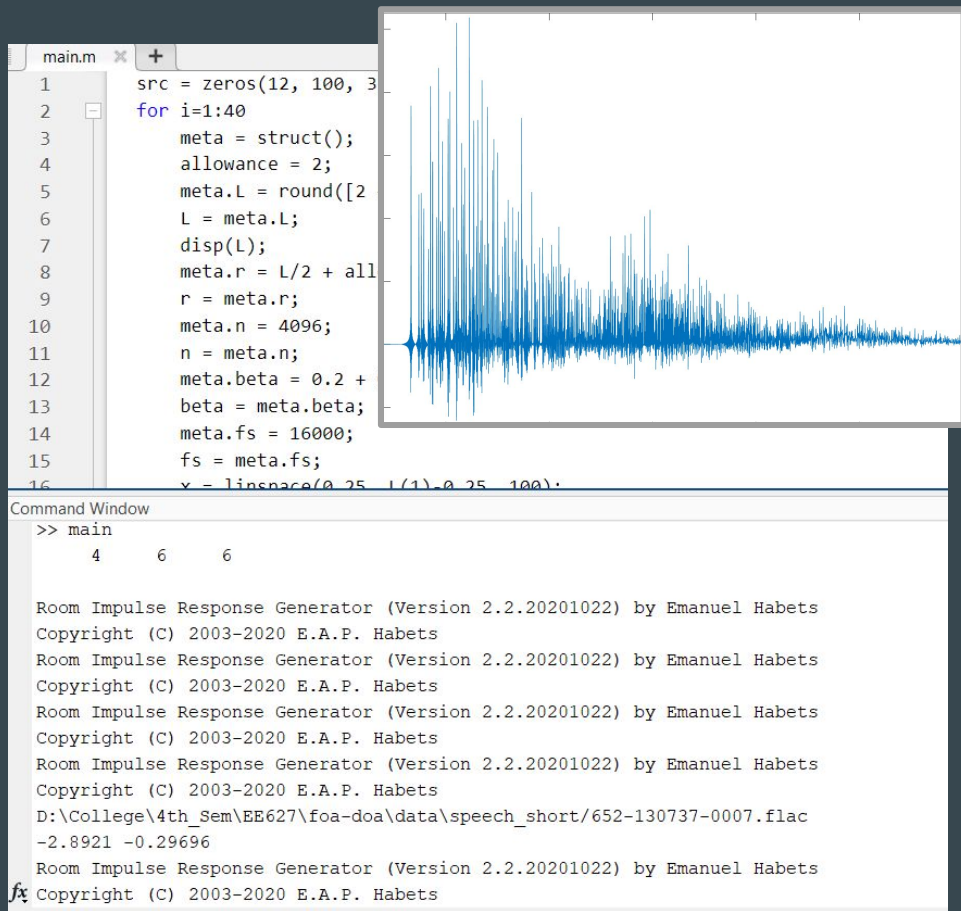 main.m
1 src = zeros(12, 100, 3
2 for i=1:40
3 meta = struct();
4 allowance = 2;
5 meta.L = round([2
6 L = meta.L;
7 disp(L);
8 meta.r = L/2 + all
9 r = meta.r;
10 meta.n = 4096;
11 n = meta.n;
12 meta.beta = 0.2 +
13 beta = meta.beta;
14 meta.fs = 16000;
15 fs = meta.fs;
16 x = linspace(0.25, L(1)-0.25, 100);
Command Window
>> main
4 6 6
Room Impulse Response Generator (Version 2.2.20201022) by Emanuel Habets
Copyright (C) 2003-2020 E.A.P. Habets
Room Impulse Response Generator (Version 2.2.20201022) by Emanuel Habets
Copyright (C) 2003-2020 E.A.P. Habets
Room Impulse Response Generator (Version 2.2.20201022) by Emanuel Habets
Copyright (C) 2003-2020 E.A.P. Habets
Room Impulse Response Generator (Version 2.2.20201022) by Emanuel Habets
Copyright (C) 2003-2020 E.A.P. Habets
D:\College\4th_Sem\EE627\foa-doa\data\speech_short/652-130737-0007.flac
-2.8921 -0.29696
Room Impulse Response Generator (Version 2.2.20201022) by Emanuel Habets
fx Copyright (C) 2003-2020 E.A.P. Habets